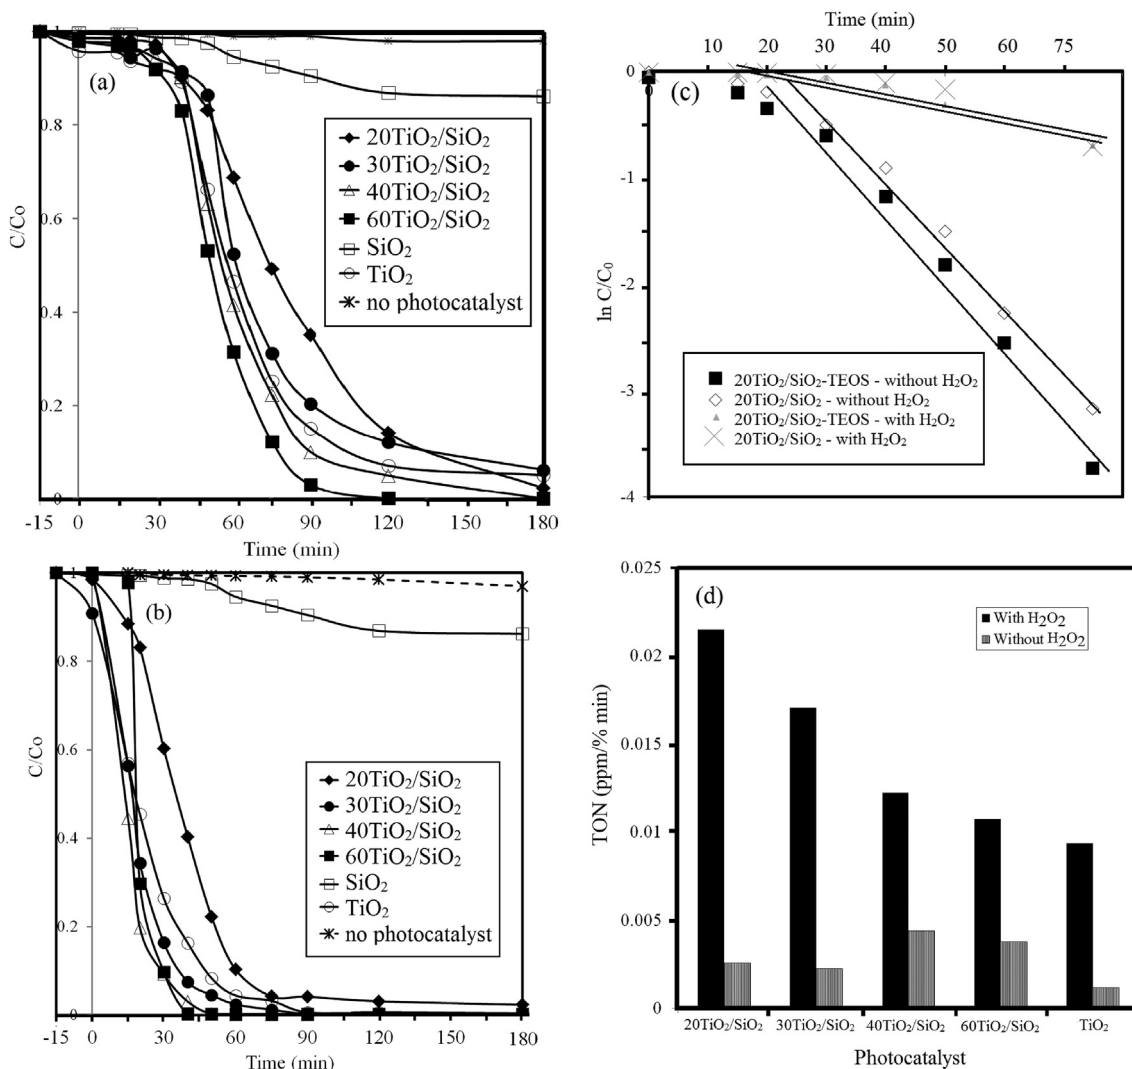 (a)
C/Co
1
0.8
0.6
0.4
0.2
0
20TiO₂/SiO₂
30TiO₂/SiO₂
40TiO₂/SiO₂
60TiO₂/SiO₂
SiO₂
TiO₂
no photocatalyst
-15 0 30 60 90 120 150 180
Time (min)
Time (min)
10 20 30 40 50 60 75
(c)
ln C/C₀
0
0
-1
-2
-3
-4
20TiO₂/SiO₂-TEOS - without H₂O₂
20TiO₂/SiO₂ - without H₂O₂
20TiO₂/SiO₂-TEOS - with H₂O₂
20TiO₂/SiO₂ - with H₂O₂
(b)
C/Co
1
0.8
0.6
0.4
0.2
0
20TiO₂/SiO₂
30TiO₂/SiO₂
40TiO₂/SiO₂
60TiO₂/SiO₂
SiO₂
TiO₂
no photocatalyst
-15 0 30 60 90 120 150 180
Time (min)
(d)
TON (ppm/% min)
0.025
0.02
0.015
0.01
0.005
0
With H₂O₂
Without H₂O₂
20TiO₂/SiO₂ 30TiO₂/SiO₂ 40TiO₂/SiO₂ 60TiO₂/SiO₂ TiO₂
Photocatalyst